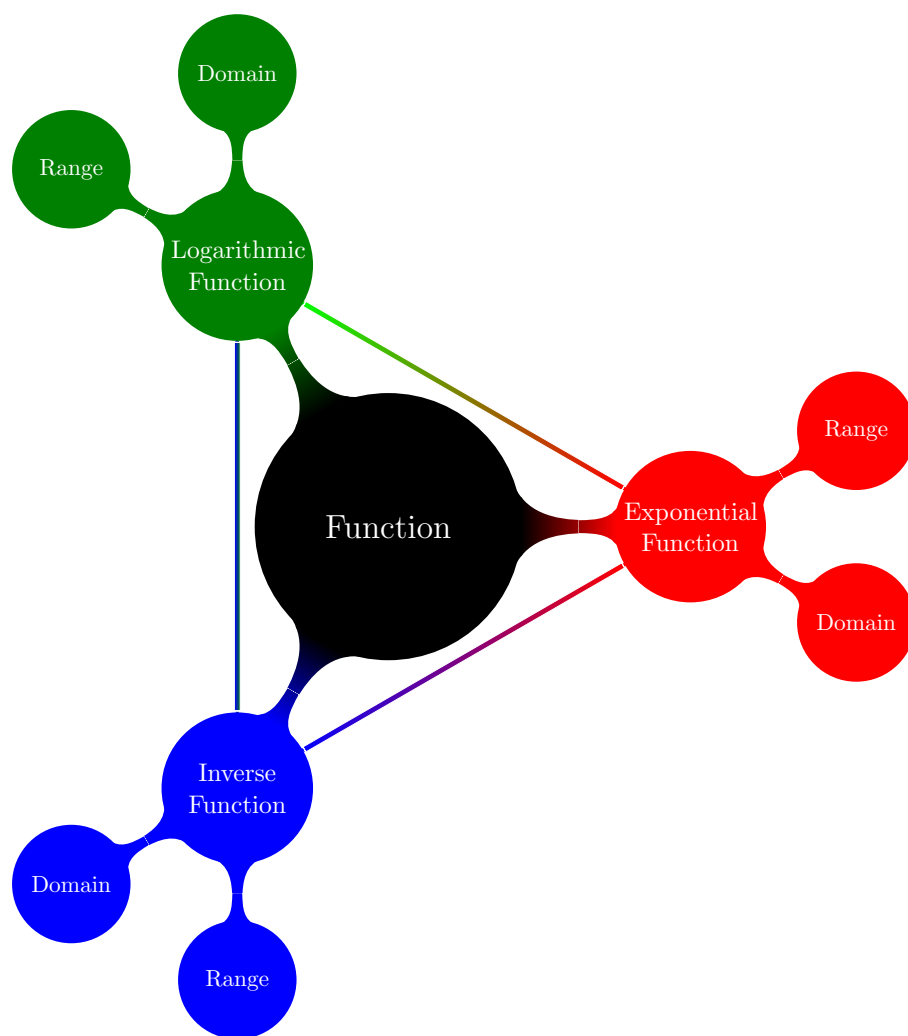 Domain
Range
Logarithmic
Function
Range
Exponential
Function
Function
Domain
Inverse
Function
Domain
Range